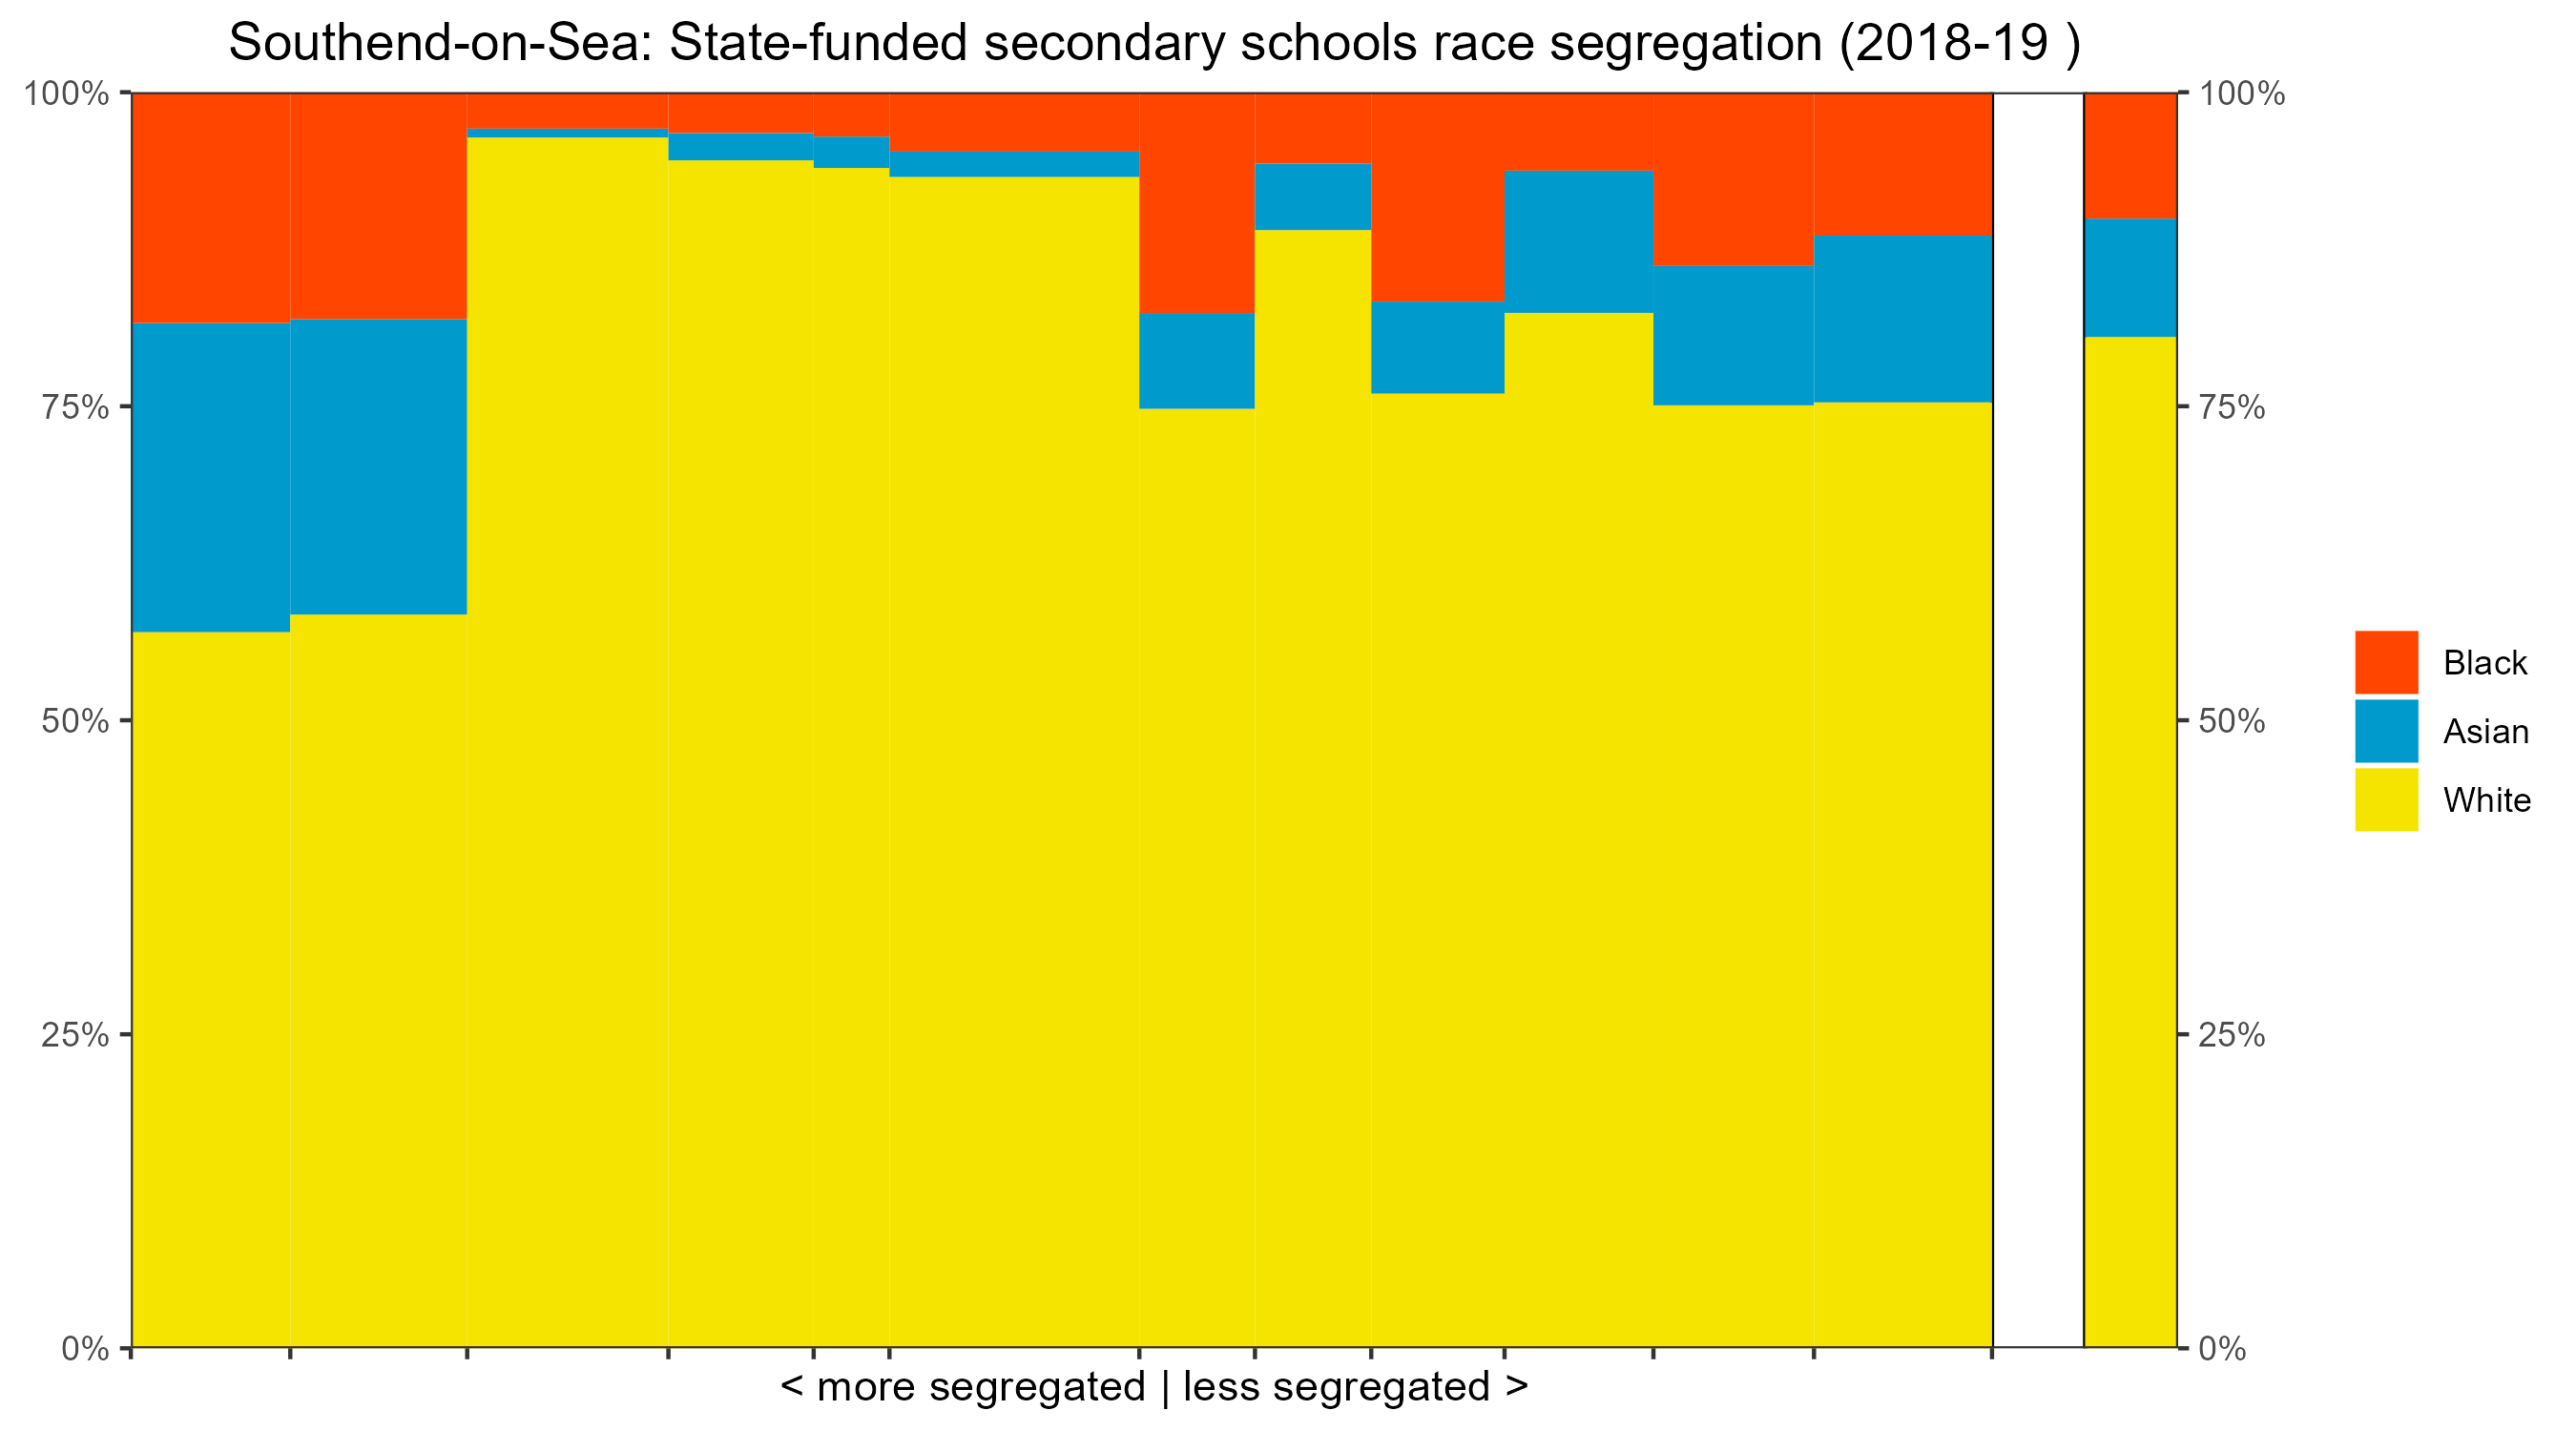 Southend-on-Sea: State-funded secondary schools race segregation (2018-19 )
100%
100%
75%
75%
50%
50%
25%
25%
0%
0%
Black
Asian
White
< more segregated | less segregated >